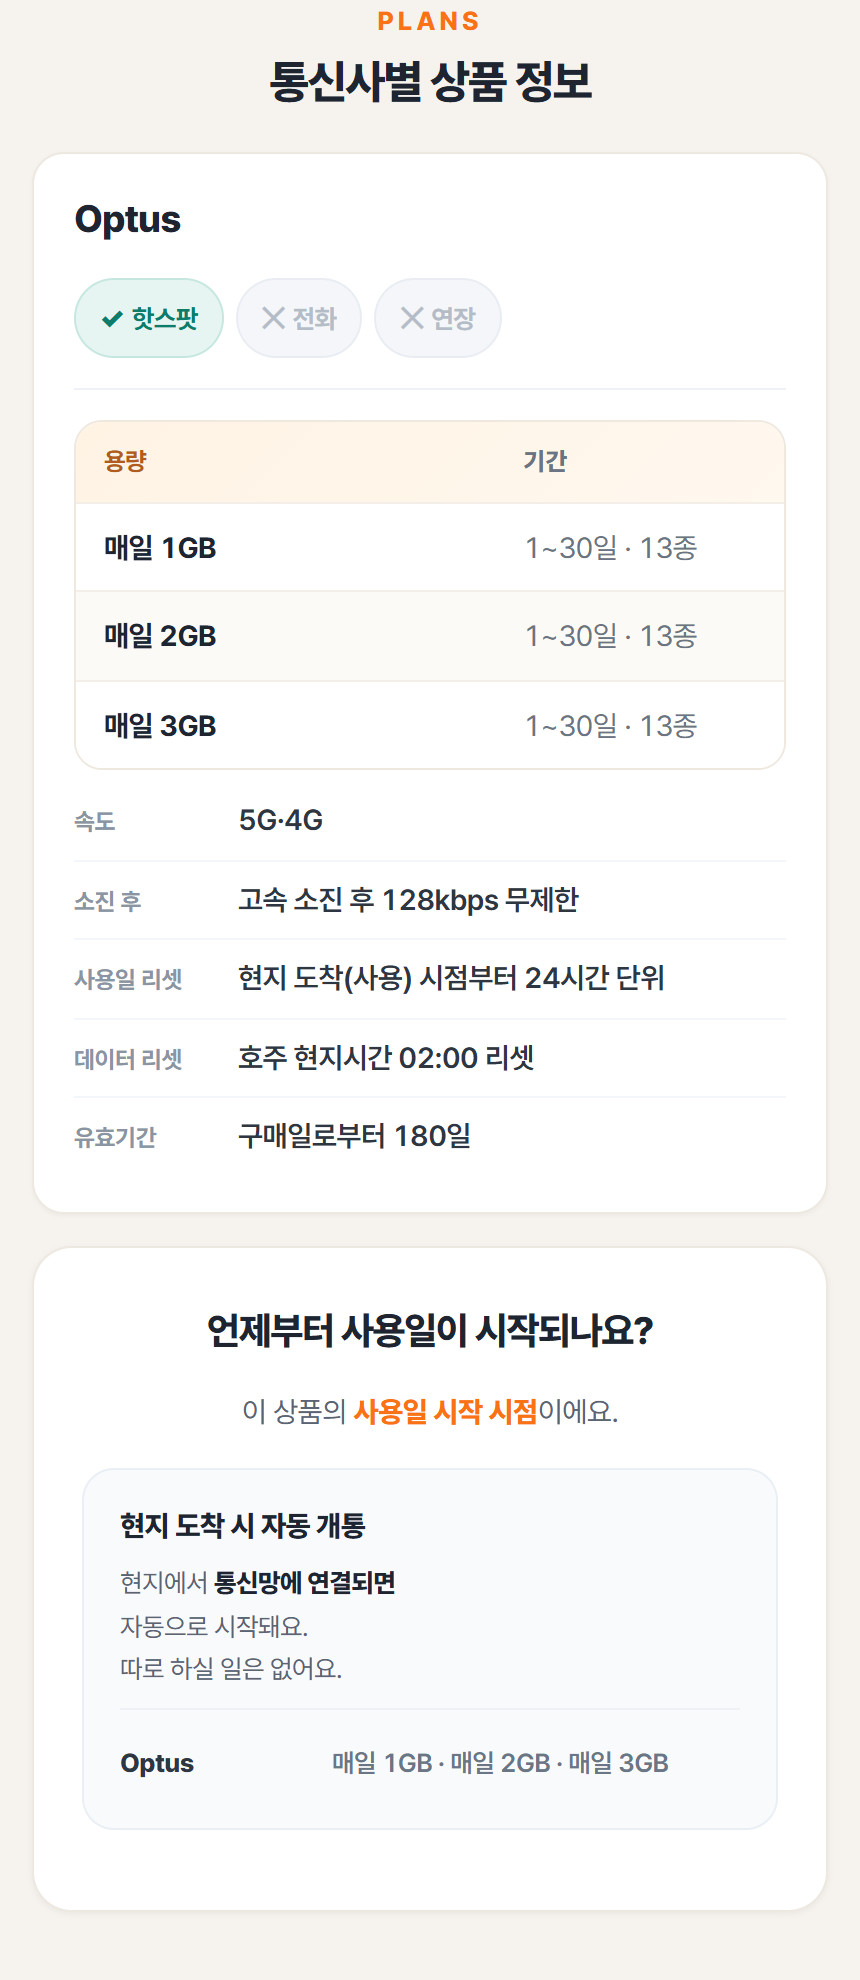 PLANS
통신사별 상품 정보
Optus
✓ 핫스팟 ✕ 전화 ✕ 연장
용량 기간
매일 1GB 1~30일 · 13종
매일 2GB 1~30일 · 13종
매일 3GB 1~30일 · 13종
속도 5G·4G
소진 후 고속 소진 후 128kbps 무제한
사용일 리셋 현지 도착(사용) 시점부터 24시간 단위
데이터 리셋 호주 현지시간 02:00 리셋
유효기간 구매일로부터 180일
언제부터 사용일이 시작되나요?
이 상품의 사용일 시작 시점이에요.
현지 도착 시 자동 개통
현지에서 통신망에 연결되면
자동으로 시작돼요.
따로 하실 일은 없어요.
Optus 매일 1GB · 매일 2GB · 매일 3GB